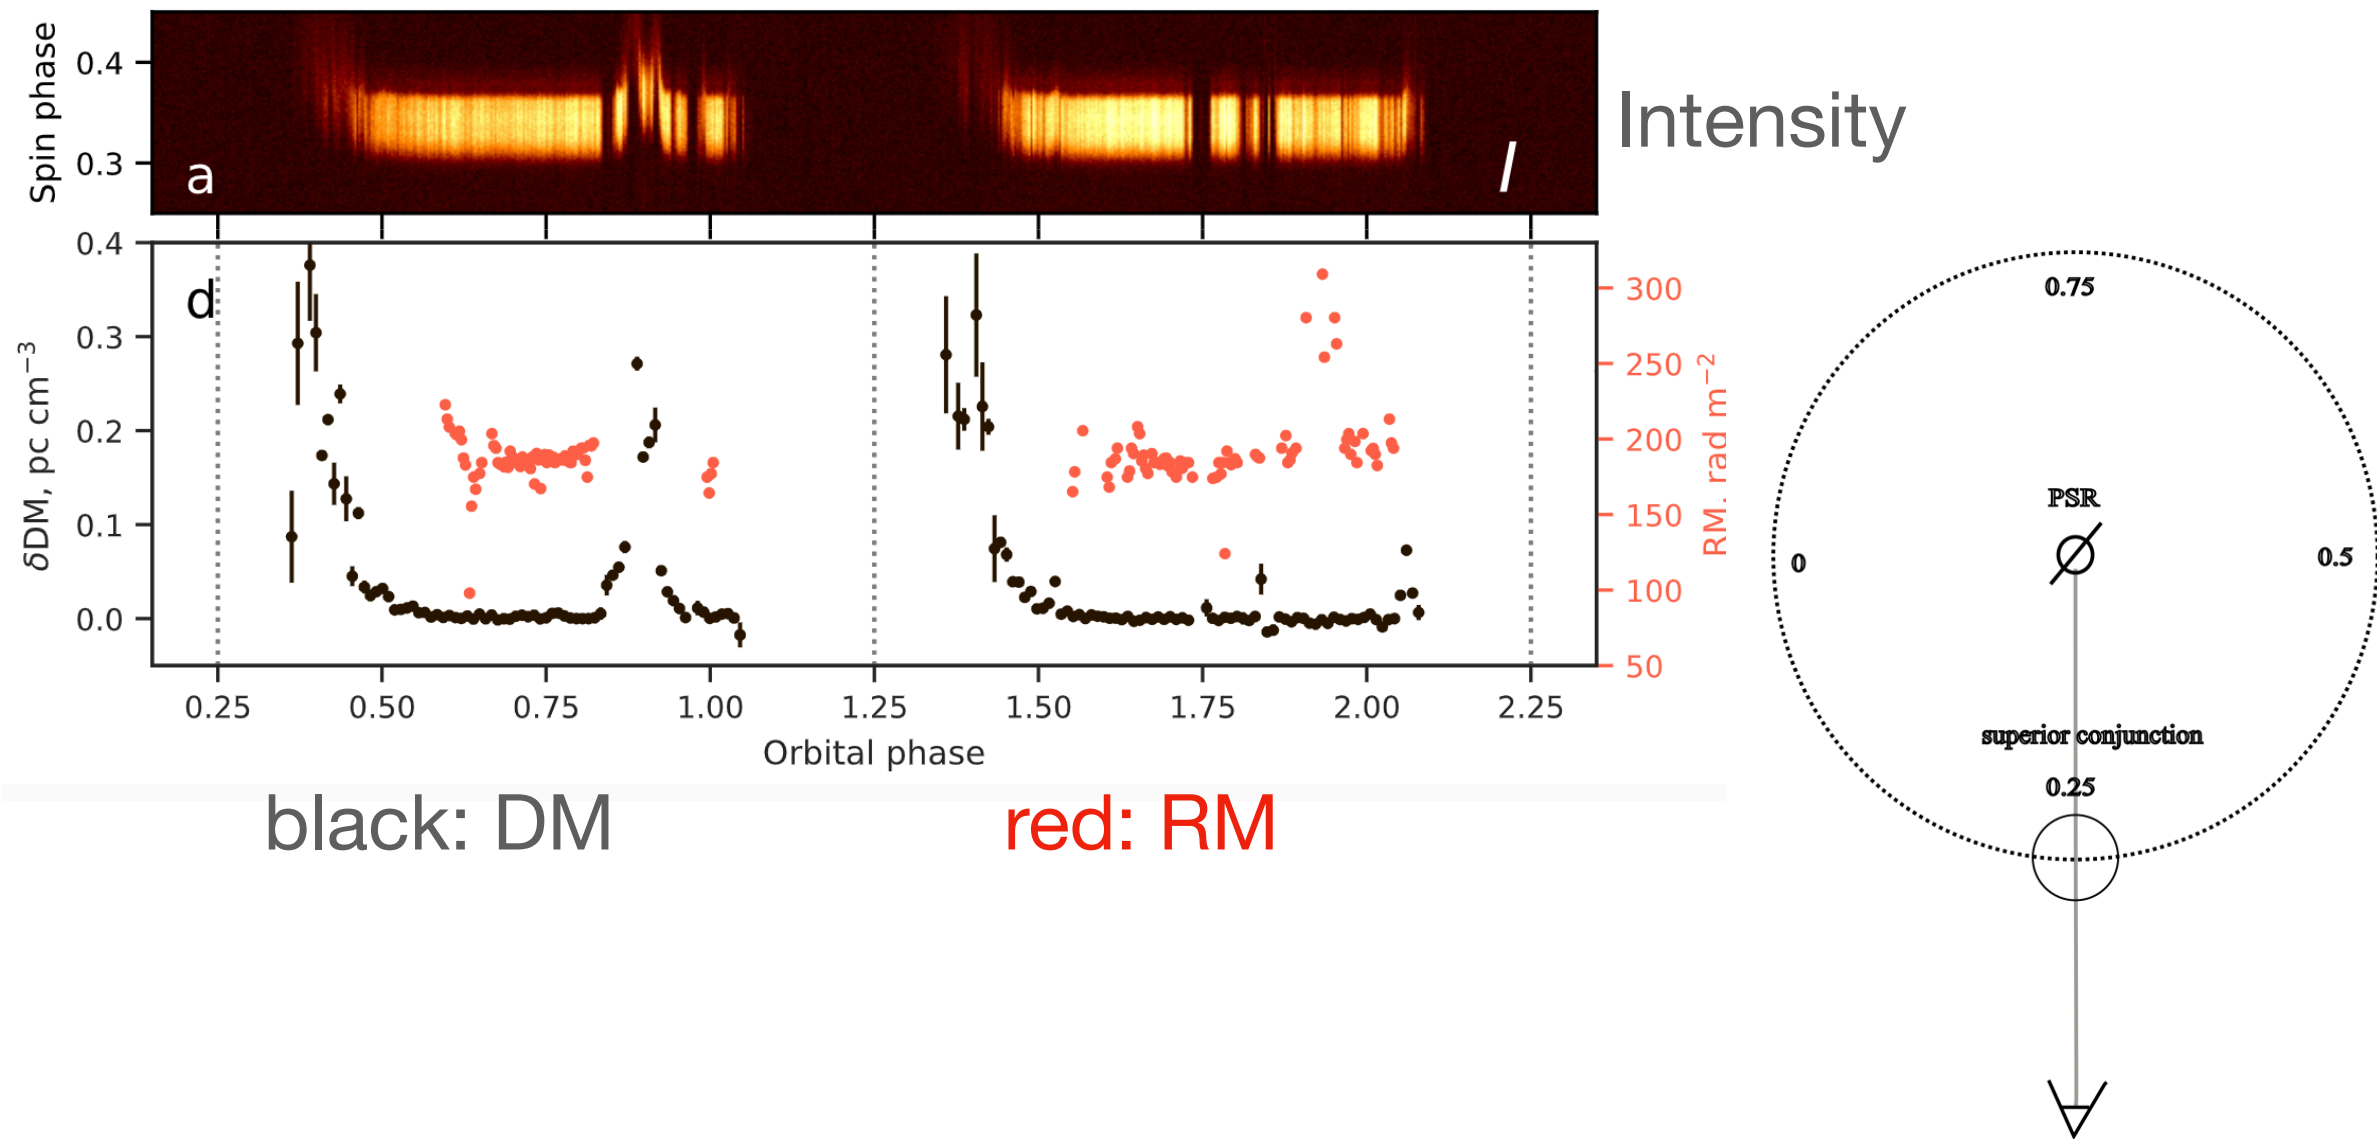 Spin phase
0.4
0.3
a
I
Intensity
0.4
0.3
0.2
0.1
0.0
δDM, pc cm−3
d
300
250
200
150
100
50
RM. rad m−2
0.25
0.50
0.75
1.00
1.25
1.50
1.75
2.00
2.25
Orbital phase
black: DM
red: RM
0.75
PSR
0
0.5
superior conjunction
0.25